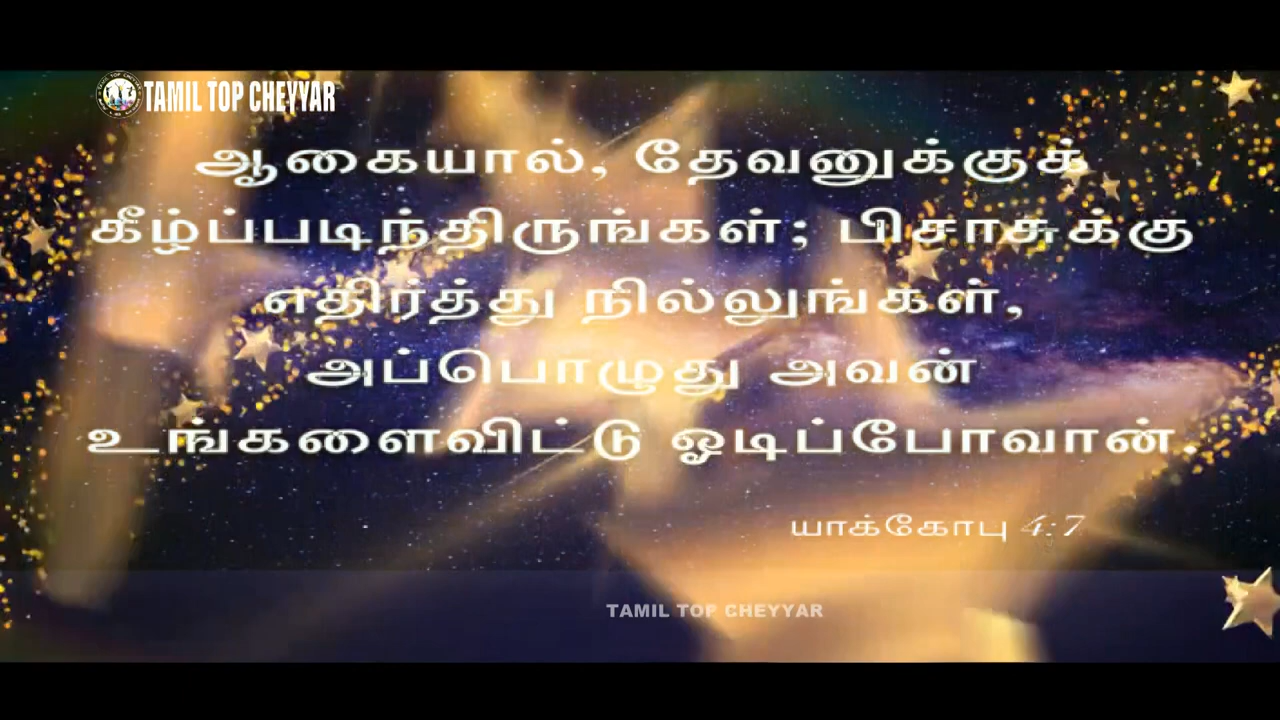 TAMIL TOP CHEYYAR
ஆகையால், தேவனுக்குக்
கீழ்ப்படிந்திருங்கள்; பிசாசுக்கு
எதிர்த்து நில்லுங்கள்,
அப்பொழுது அவன்
உங்களைவிட்டு ஓடிப்போவான்.
யாக்கோபு 4:7
TAMIL TOP CHEYYAR